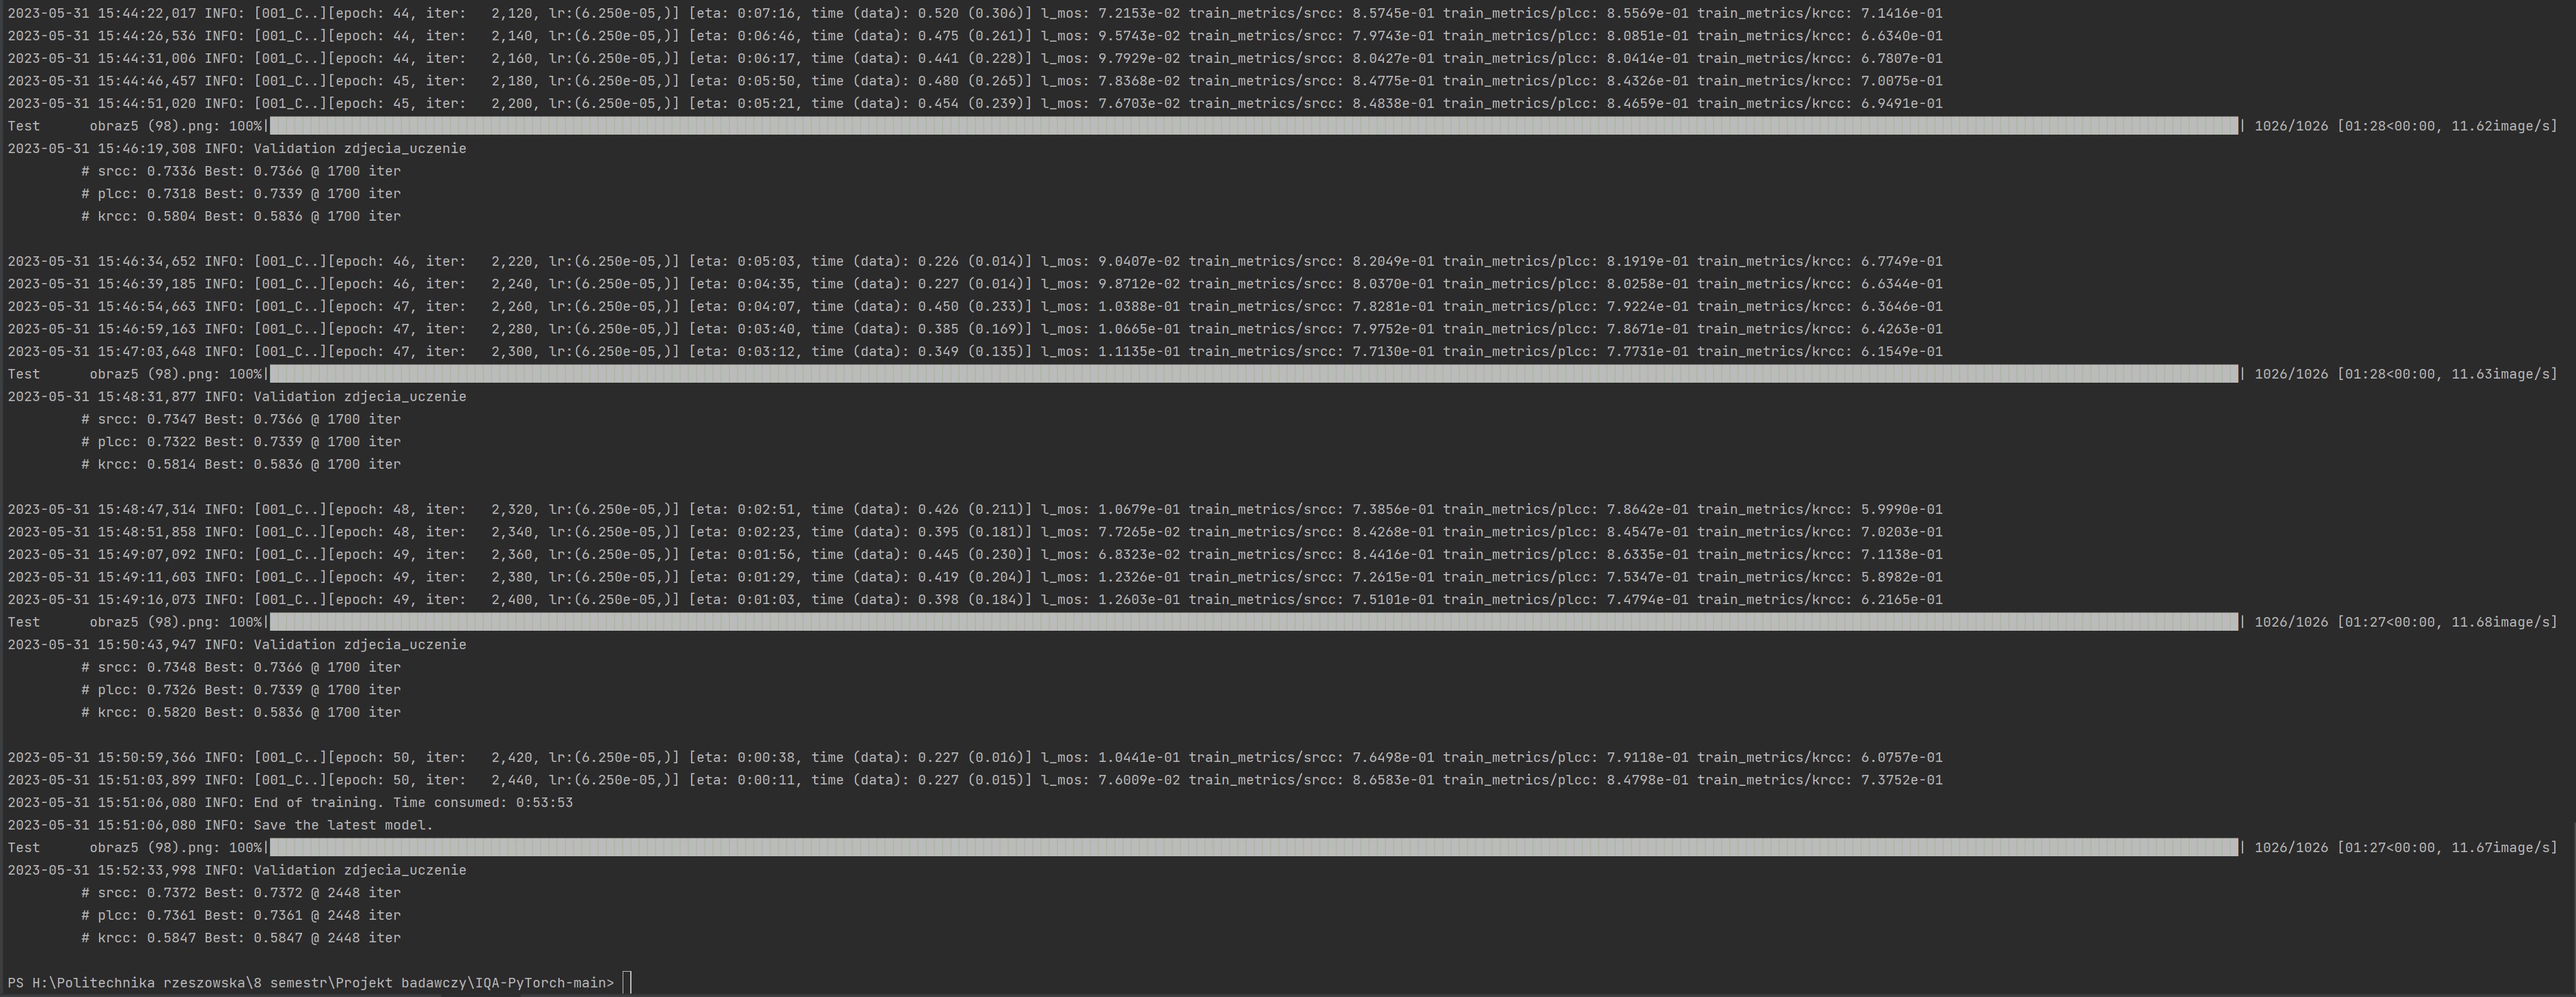 2023-05-31 15:44:22,017 INFO: [001_C..][epoch: 44, iter:   2,120, lr:(6.250e-05,)] [eta: 0:07:16, time (data): 0.520 (0.306)] l_mos: 7.2153e-02 train_metrics/srcc: 8.5745e-01 train_metrics/plcc: 8.5569e-01 train_metrics/krcc: 7.1416e-01
2023-05-31 15:44:26,536 INFO: [001_C..][epoch: 44, iter:   2,140, lr:(6.250e-05,)] [eta: 0:06:46, time (data): 0.475 (0.261)] l_mos: 9.5743e-02 train_metrics/srcc: 7.9743e-01 train_metrics/plcc: 8.0851e-01 train_metrics/krcc: 6.6340e-01
2023-05-31 15:44:31,006 INFO: [001_C..][epoch: 44, iter:   2,160, lr:(6.250e-05,)] [eta: 0:06:17, time (data): 0.441 (0.228)] l_mos: 9.7929e-02 train_metrics/srcc: 8.0427e-01 train_metrics/plcc: 8.0414e-01 train_metrics/krcc: 6.7807e-01
2023-05-31 15:44:46,457 INFO: [001_C..][epoch: 45, iter:   2,180, lr:(6.250e-05,)] [eta: 0:05:50, time (data): 0.480 (0.265)] l_mos: 7.8368e-02 train_metrics/srcc: 8.4775e-01 train_metrics/plcc: 8.4326e-01 train_metrics/krcc: 7.0075e-01
2023-05-31 15:44:51,020 INFO: [001_C..][epoch: 45, iter:   2,200, lr:(6.250e-05,)] [eta: 0:05:21, time (data): 0.454 (0.239)] l_mos: 7.6703e-02 train_metrics/srcc: 8.4838e-01 train_metrics/plcc: 8.4659e-01 train_metrics/krcc: 6.9491e-01
Test      obraz5 (98).png: 100%| | 1026/1026 [01:28<00:00, 11.62image/s]
2023-05-31 15:46:19,308 INFO: Validation zdjecia_uczenie
# srcc: 0.7336 Best: 0.7366 @ 1700 iter
# plcc: 0.7318 Best: 0.7339 @ 1700 iter
# krcc: 0.5804 Best: 0.5836 @ 1700 iter
2023-05-31 15:46:34,652 INFO: [001_C..][epoch: 46, iter:   2,220, lr:(6.250e-05,)] [eta: 0:05:03, time (data): 0.226 (0.014)] l_mos: 9.0407e-02 train_metrics/srcc: 8.2049e-01 train_metrics/plcc: 8.1919e-01 train_metrics/krcc: 6.7749e-01
2023-05-31 15:46:39,185 INFO: [001_C..][epoch: 46, iter:   2,240, lr:(6.250e-05,)] [eta: 0:04:35, time (data): 0.227 (0.014)] l_mos: 9.8712e-02 train_metrics/srcc: 8.0370e-01 train_metrics/plcc: 8.0258e-01 train_metrics/krcc: 6.6344e-01
2023-05-31 15:46:54,663 INFO: [001_C..][epoch: 47, iter:   2,260, lr:(6.250e-05,)] [eta: 0:04:07, time (data): 0.450 (0.233)] l_mos: 1.0388e-01 train_metrics/srcc: 7.8281e-01 train_metrics/plcc: 7.9224e-01 train_metrics/krcc: 6.3646e-01
2023-05-31 15:46:59,163 INFO: [001_C..][epoch: 47, iter:   2,280, lr:(6.250e-05,)] [eta: 0:03:40, time (data): 0.385 (0.169)] l_mos: 1.0665e-01 train_metrics/srcc: 7.9752e-01 train_metrics/plcc: 7.8671e-01 train_metrics/krcc: 6.4263e-01
2023-05-31 15:47:03,648 INFO: [001_C..][epoch: 47, iter:   2,300, lr:(6.250e-05,)] [eta: 0:03:12, time (data): 0.349 (0.135)] l_mos: 1.1135e-01 train_metrics/srcc: 7.7130e-01 train_metrics/plcc: 7.7731e-01 train_metrics/krcc: 6.1549e-01
Test      obraz5 (98).png: 100%| | 1026/1026 [01:28<00:00, 11.63image/s]
2023-05-31 15:48:31,877 INFO: Validation zdjecia_uczenie
# srcc: 0.7347 Best: 0.7366 @ 1700 iter
# plcc: 0.7322 Best: 0.7339 @ 1700 iter
# krcc: 0.5814 Best: 0.5836 @ 1700 iter
2023-05-31 15:48:47,314 INFO: [001_C..][epoch: 48, iter:   2,320, lr:(6.250e-05,)] [eta: 0:02:51, time (data): 0.426 (0.211)] l_mos: 1.0679e-01 train_metrics/srcc: 7.3856e-01 train_metrics/plcc: 7.8642e-01 train_metrics/krcc: 5.9990e-01
2023-05-31 15:48:51,858 INFO: [001_C..][epoch: 48, iter:   2,340, lr:(6.250e-05,)] [eta: 0:02:23, time (data): 0.395 (0.181)] l_mos: 7.7265e-02 train_metrics/srcc: 8.4268e-01 train_metrics/plcc: 8.4547e-01 train_metrics/krcc: 7.0203e-01
2023-05-31 15:49:07,092 INFO: [001_C..][epoch: 49, iter:   2,360, lr:(6.250e-05,)] [eta: 0:01:56, time (data): 0.445 (0.230)] l_mos: 6.8323e-02 train_metrics/srcc: 8.4416e-01 train_metrics/plcc: 8.6335e-01 train_metrics/krcc: 7.1138e-01
2023-05-31 15:49:11,603 INFO: [001_C..][epoch: 49, iter:   2,380, lr:(6.250e-05,)] [eta: 0:01:29, time (data): 0.419 (0.204)] l_mos: 1.2326e-01 train_metrics/srcc: 7.2615e-01 train_metrics/plcc: 7.5347e-01 train_metrics/krcc: 5.8982e-01
2023-05-31 15:49:16,073 INFO: [001_C..][epoch: 49, iter:   2,400, lr:(6.250e-05,)] [eta: 0:01:03, time (data): 0.398 (0.184)] l_mos: 1.2603e-01 train_metrics/srcc: 7.5101e-01 train_metrics/plcc: 7.4794e-01 train_metrics/krcc: 6.2165e-01
Test      obraz5 (98).png: 100%| | 1026/1026 [01:27<00:00, 11.68image/s]
2023-05-31 15:50:43,947 INFO: Validation zdjecia_uczenie
# srcc: 0.7348 Best: 0.7366 @ 1700 iter
# plcc: 0.7326 Best: 0.7339 @ 1700 iter
# krcc: 0.5820 Best: 0.5836 @ 1700 iter
2023-05-31 15:50:59,366 INFO: [001_C..][epoch: 50, iter:   2,420, lr:(6.250e-05,)] [eta: 0:00:38, time (data): 0.227 (0.016)] l_mos: 1.0441e-01 train_metrics/srcc: 7.6498e-01 train_metrics/plcc: 7.9118e-01 train_metrics/krcc: 6.0757e-01
2023-05-31 15:51:03,899 INFO: [001_C..][epoch: 50, iter:   2,440, lr:(6.250e-05,)] [eta: 0:00:11, time (data): 0.227 (0.015)] l_mos: 7.6009e-02 train_metrics/srcc: 8.6583e-01 train_metrics/plcc: 8.4798e-01 train_metrics/krcc: 7.3752e-01
2023-05-31 15:51:06,080 INFO: End of training. Time consumed: 0:53:53
2023-05-31 15:51:06,080 INFO: Save the latest model.
Test      obraz5 (98).png: 100%| | 1026/1026 [01:27<00:00, 11.67image/s]
2023-05-31 15:52:33,998 INFO: Validation zdjecia_uczenie
# srcc: 0.7372 Best: 0.7372 @ 2448 iter
# plcc: 0.7361 Best: 0.7361 @ 2448 iter
# krcc: 0.5847 Best: 0.5847 @ 2448 iter
PS H:\Politechnika rzeszowska\8 semestr\Projekt badawczy\IQA-PyTorch-main>